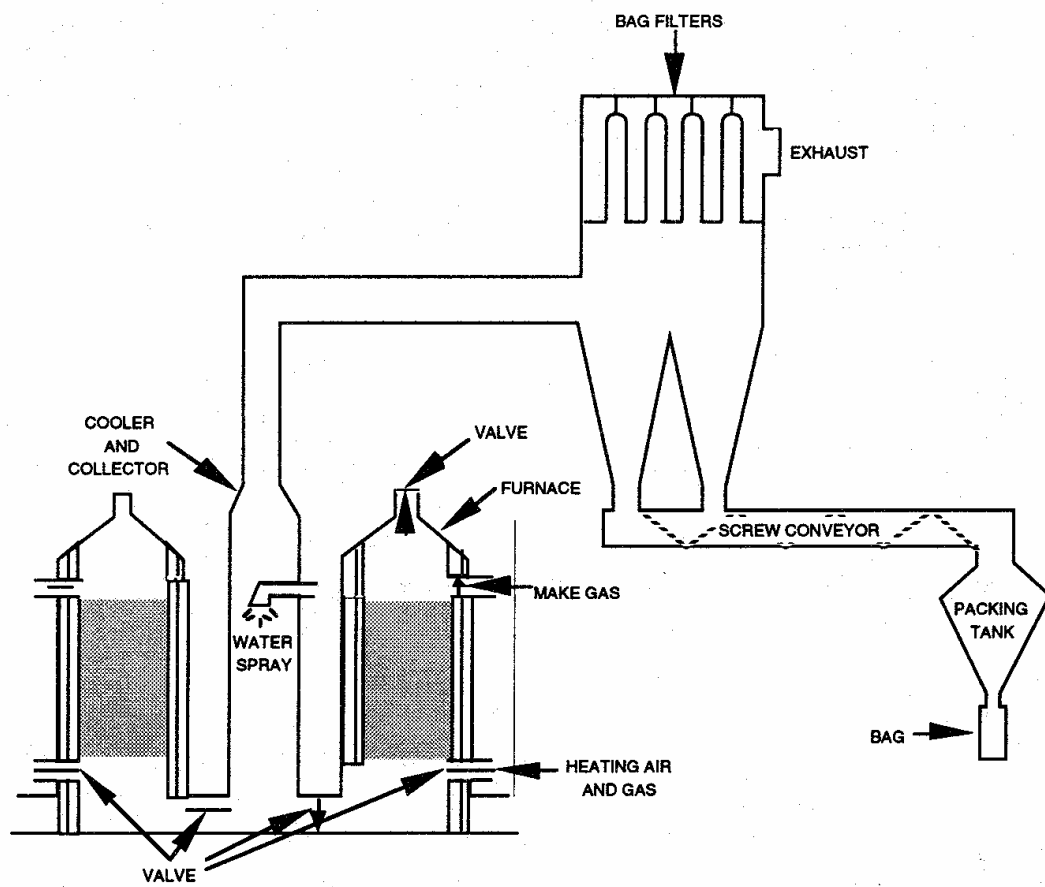 BAG FILTERS
EXHAUST
COOLER
AND
COLLECTOR
VALVE
FURNACE
SCREW CONVEYOR
MAKE GAS
PACKING
TANK
WATER
SPRAY
BAG
HEATING AIR
AND GAS
VALVE